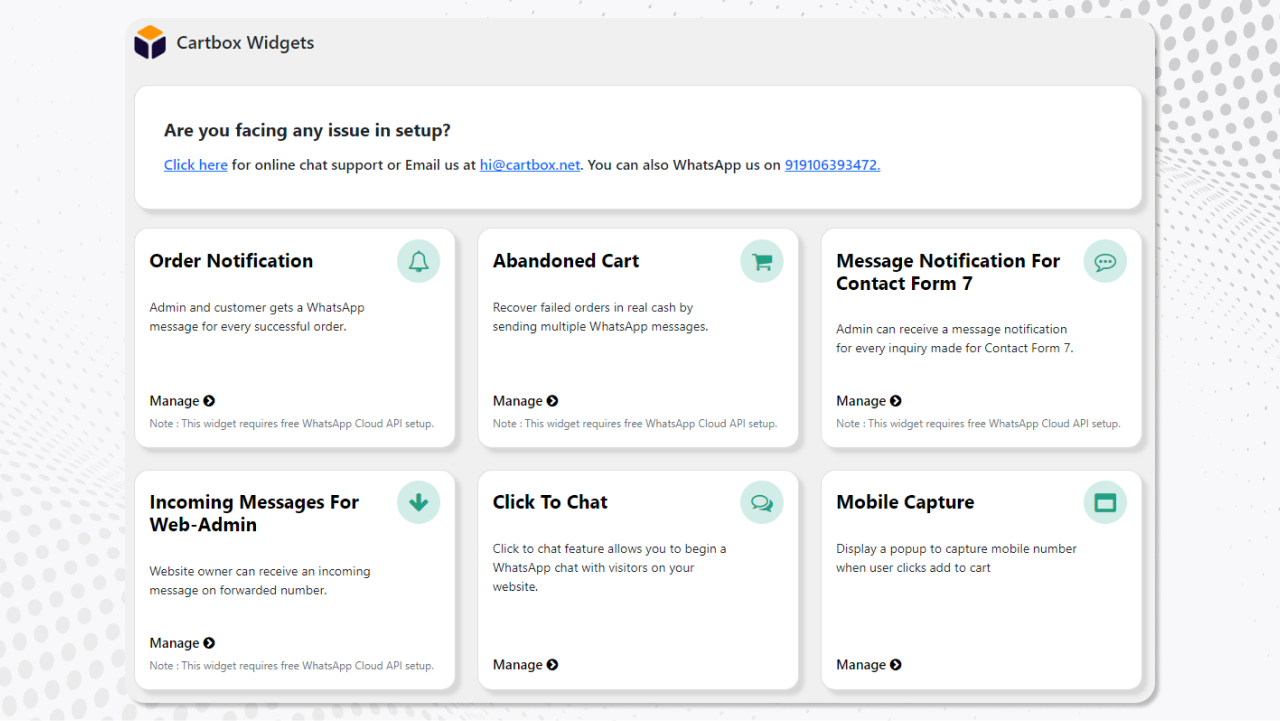 Cartbox Widgets
Are you facing any issue in setup?
Click here for online chat support or Email us at hi@cartbox.net. You can also WhatsApp us on 919106393472.
Order Notification
Admin and customer gets a WhatsApp
message for every successful order.
Manage
Note : This widget requires free WhatsApp Cloud API setup.
Abandoned Cart
Recover failed orders in real cash by
sending multiple WhatsApp messages.
Manage
Note : This widget requires free WhatsApp Cloud API setup.
Message Notification For
Contact Form 7
Admin can receive a message notification
for every inquiry made for Contact Form 7.
Manage
Note : This widget requires free WhatsApp Cloud API setup.
Incoming Messages For
Web-Admin
Website owner can receive an incoming
message on forwarded number.
Manage
Note : This widget requires free WhatsApp Cloud API setup.
Click To Chat
Click to chat feature allows you to begin a
WhatsApp chat with visitors on your
website.
Manage
Mobile Capture
Display a popup to capture mobile number
when user clicks add to cart
Manage